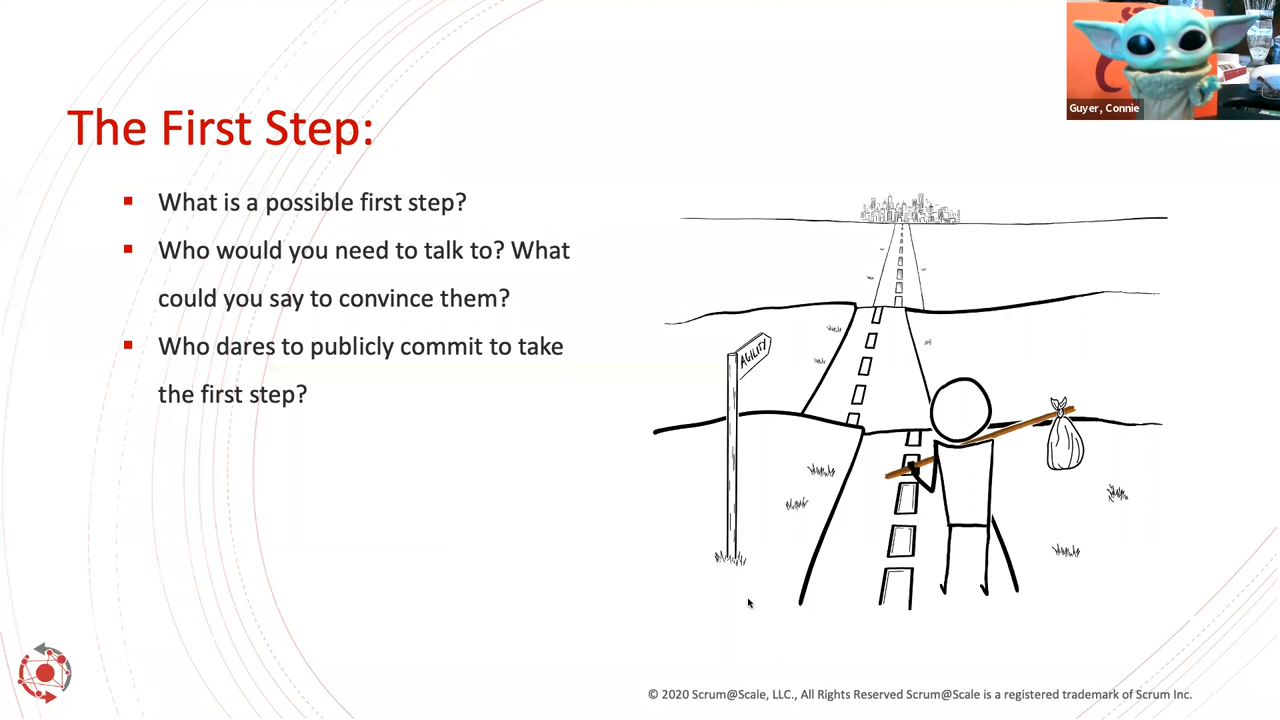 Guyer, Connie
The First Step:
What is a possible first step?
Who would you need to talk to? What
could you say to convince them?
Who dares to publicly commit to take
the first step?
AGILITY
© 2020 Scrum@Scale, LLC., All Rights Reserved Scrum@Scale is a registered trademark of Scrum Inc.